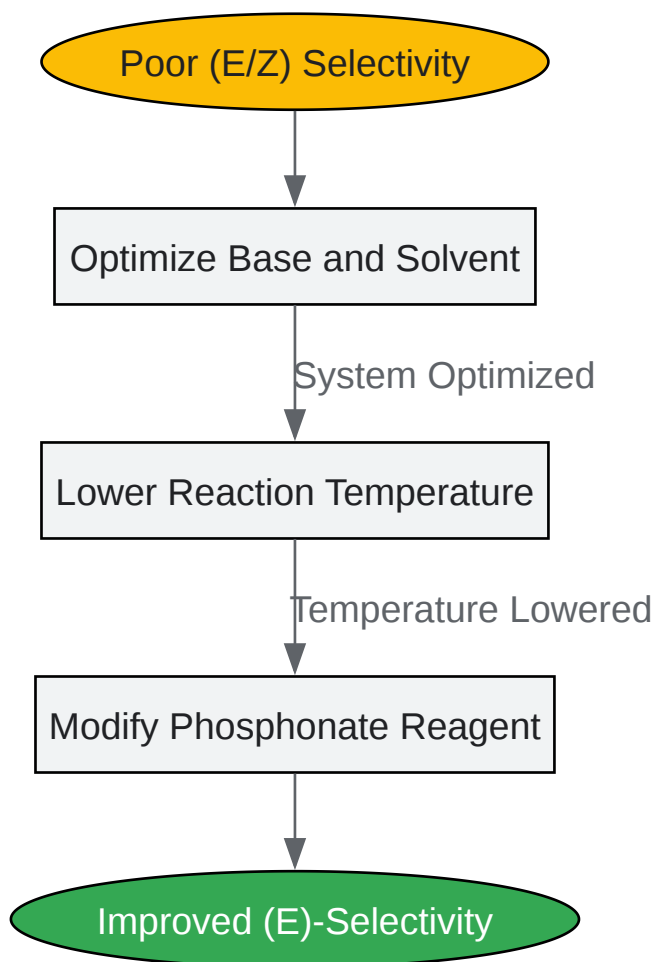 Poor (E/Z) Selectivity
Optimize Base and Solvent
System Optimized
Lower Reaction Temperature
Temperature Lowered
Modify Phosphonate Reagent
Improved (E)-Selectivity